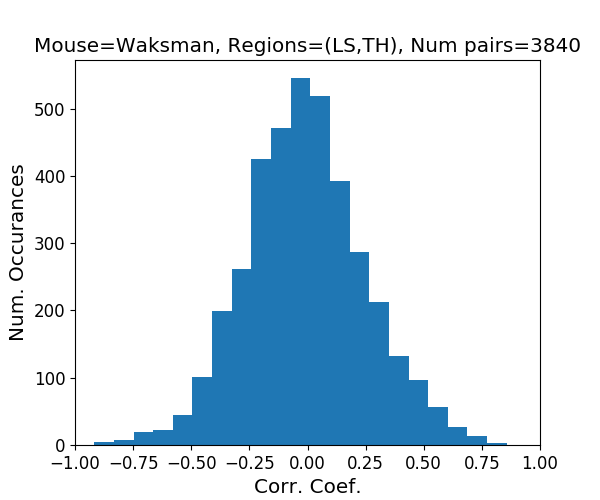 Mouse=Waksman, Regions=(LS,TH), Num pairs=3840
Num. Occurances
500
400
300
200
100
0
−1.00 −0.75 −0.50 −0.25 0.00 0.25 0.50 0.75 1.00
Corr. Coef.